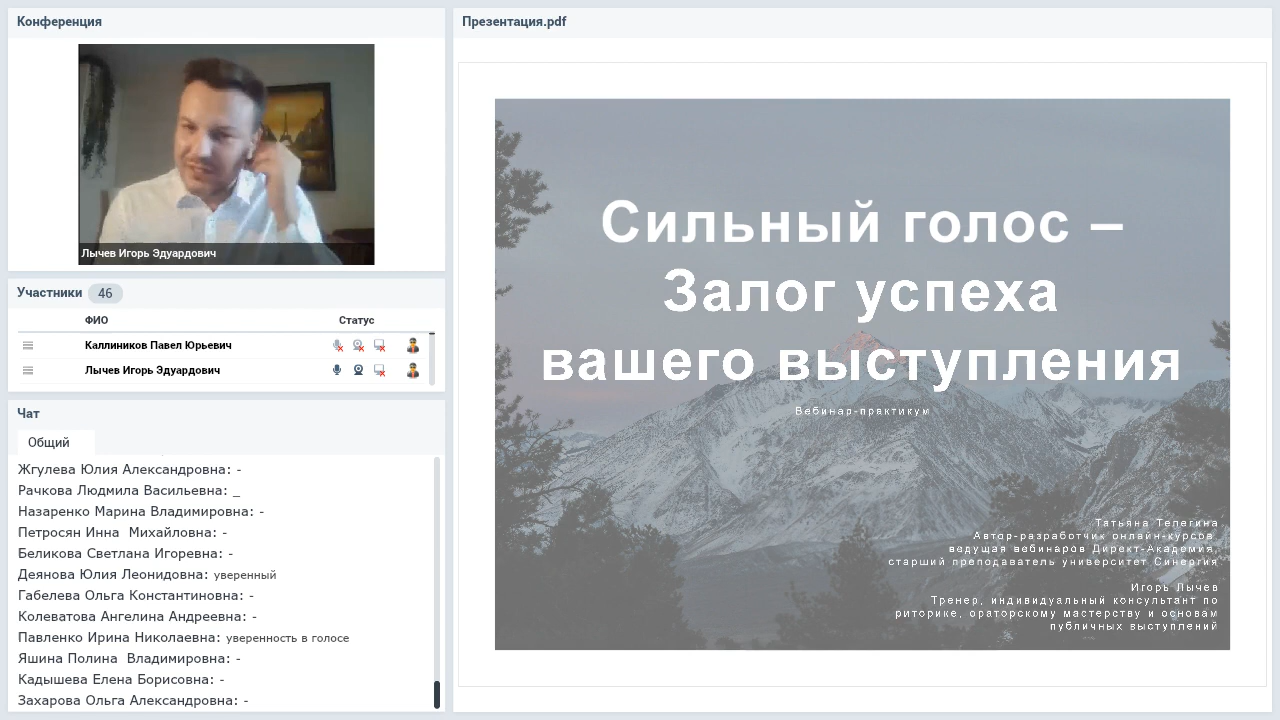 Конференция
Лычев Игорь Эдуардович
Участники 46
ФИО Статус
Каллиников Павел Юрьевич
Лычев Игорь Эдуардович
Чат
Общий
Жгулева Юлия Александровна: -
Рачкова Людмила Васильевна: _
Назаренко Марина Владимировна: -
Петросян Инна  Михайловна: -
Беликова Светлана Игоревна: -
Деянова Юлия Леонидовна: уверенный
Габелева Ольга Константиновна: -
Колеватова Ангелина Андреевна: -
Павленко Ирина Николаевна: уверенность в голосе
Яшина Полина  Владимировна: -
Кадышева Елена Борисовна: -
Захарова Ольга Александровна: -
Презентация.pdf
Сильный голос –
Залог успеха
вашего выступления
Вебинар-практикум
Татьяна Телегина
Автор-разработчик онлайн-курсов,
ведущая вебинаров Директ-Академия,
старший преподаватель университет Синергия
Игорь Лычев
Тренер, индивидуальный консультант по
риторике, ораторскому мастерству и основам
публичных выступлений